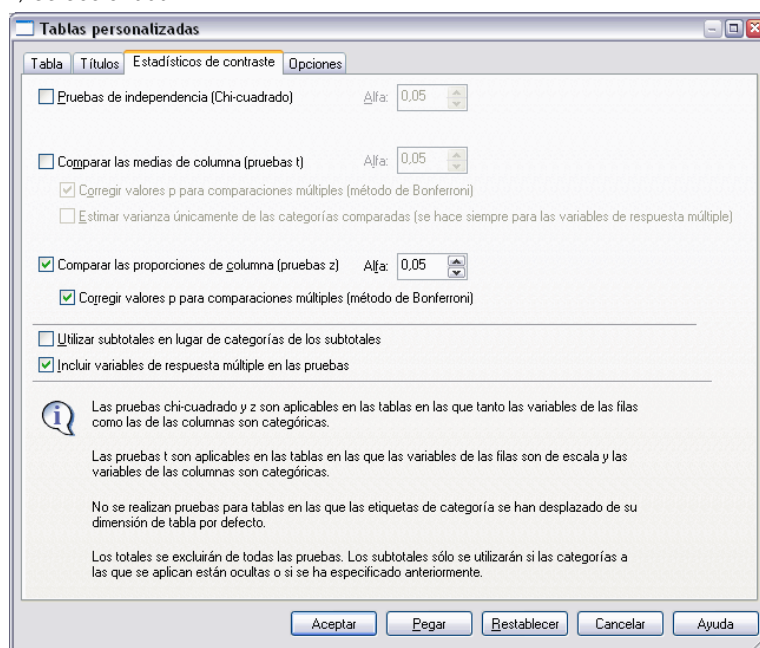 Tablas personalizadas
Tabla Títulos Estadísticos de contraste Opciones
Pruebas de independencia (Chi-cuadrado) Alfa: 0,05
Comparar las medias de columna (pruebas t) Alfa: 0,05
Corregir valores p para comparaciones múltiples (método de Bonferroni)
Estimar varianza únicamente de las categorías comparadas (se hace siempre para las variables de respuesta múltiple)
Comparar las proporciones de columna (pruebas z) Alfa: 0,05
Corregir valores p para comparaciones múltiples (método de Bonferroni)
Utilizar subtotales en lugar de categorías de los subtotales
Incluir variables de respuesta múltiple en las pruebas
Las pruebas chi-cuadrado y z son aplicables en las tablas en las que tanto las variables de las filas
como las de las columnas son categóricas.
Las pruebas t son aplicables en las tablas en las que las variables de las filas son de escala y las
variables de las columnas son categóricas.
No se realizan pruebas para tablas en las que las etiquetas de categoría se han desplazado de su
dimensión de tabla por defecto.
Los totales se excluirán de todas las pruebas. Los subtotales sólo se utilizarán si las categorías a
las que se aplican están ocultas o si se ha especificado anteriormente.
Aceptar Pegar Restablecer Cancelar Ayuda